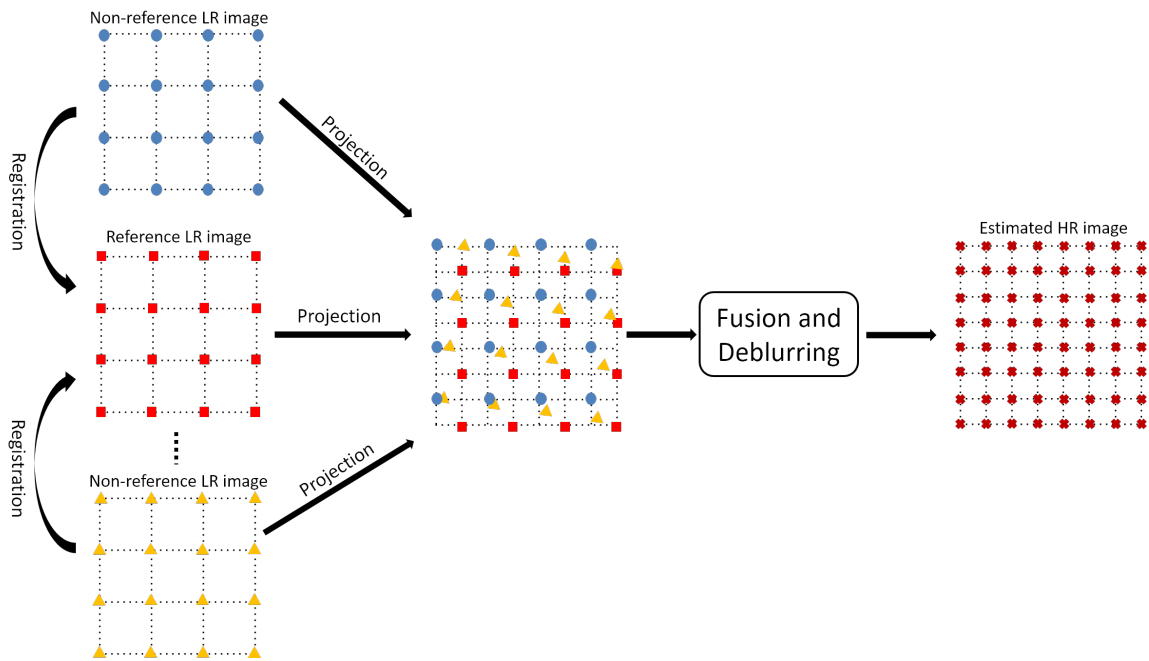 Non-reference LR image
Projection
Registration
Reference LR image
Projection
Estimated HR image
Fusion and
Deblurring
Registration
Projection
Non-reference LR image